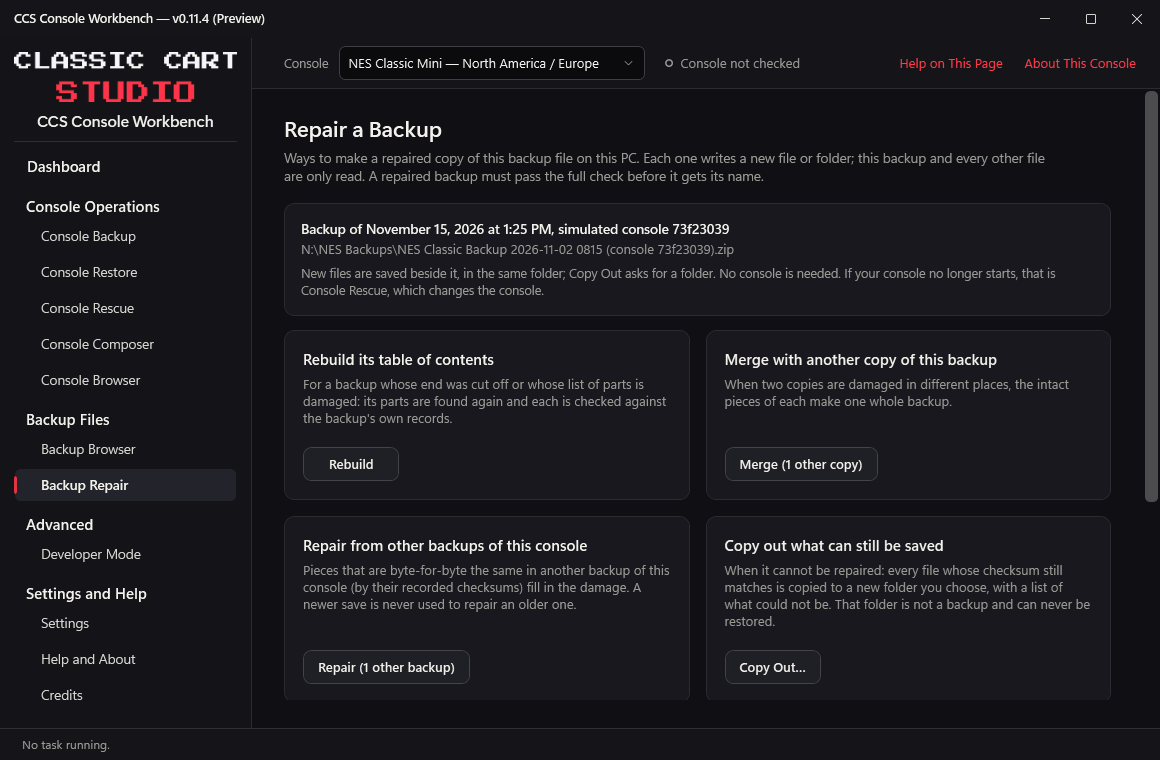 CCS Console Workbench — v0.11.4 (Preview)
CLASSIC CART
STUDIO
CCS Console Workbench
Dashboard
Console Operations
Console Backup
Console Restore
Console Rescue
Console Composer
Console Browser
Backup Files
Backup Browser
Backup Repair
Advanced
Developer Mode
Settings and Help
Settings
Help and About
Credits
Console
NES Classic Mini — North America / Europe
Console not checked
Help on This Page
About This Console
Repair a Backup
Ways to make a repaired copy of this backup file on this PC. Each one writes a new file or folder; this backup and every other file
are only read. A repaired backup must pass the full check before it gets its name.
Backup of November 15, 2026 at 1:25 PM, simulated console 73f23039
N:\NES Backups\NES Classic Backup 2026-11-02 0815 (console 73f23039).zip
New files are saved beside it, in the same folder; Copy Out asks for a folder. No console is needed. If your console no longer starts, that is
Console Rescue, which changes the console.
Rebuild its table of contents
For a backup whose end was cut off or whose list of parts is
damaged: its parts are found again and each is checked against
the backup's own records.
Rebuild
Merge with another copy of this backup
When two copies are damaged in different places, the intact
pieces of each make one whole backup.
Merge (1 other copy)
Repair from other backups of this console
Pieces that are byte-for-byte the same in another backup of this
console (by their recorded checksums) fill in the damage. A
newer save is never used to repair an older one.
Repair (1 other backup)
Copy out what can still be saved
When it cannot be repaired: every file whose checksum still
matches is copied to a new folder you choose, with a list of
what could not be. That folder is not a backup and can never be
restored.
Copy Out...
No task running.